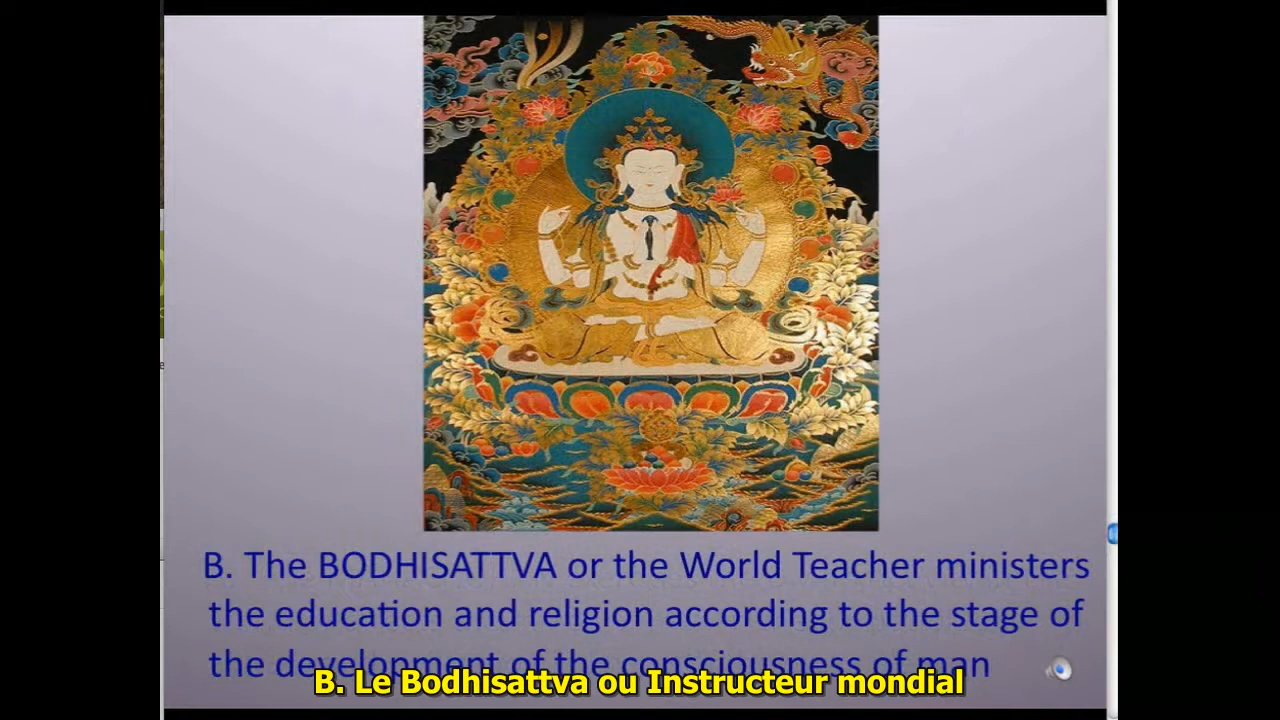 B. The BODHISATTVA or the World Teacher ministers
the education and religion according to the stage of
the development of the consciousness of man
B. Le Bodhisattva ou Instructeur mondial